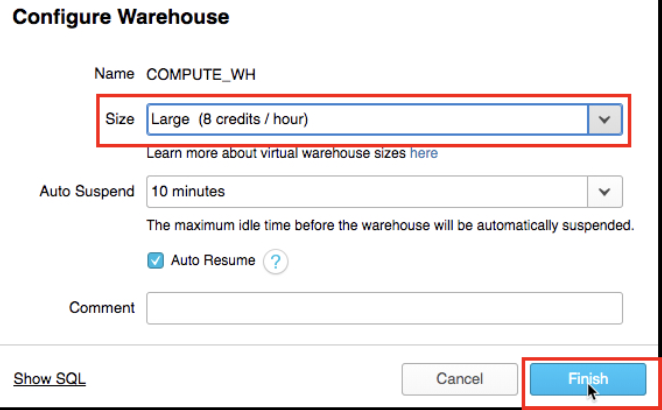 Configure Warehouse
Name COMPUTE_WH
Size Large (8 credits / hour)
Learn more about virtual warehouse sizes here
Auto Suspend 10 minutes
The maximum idle time before the warehouse will be automatically suspended.
Auto Resume ?
Comment
Show SQL Cancel Finish